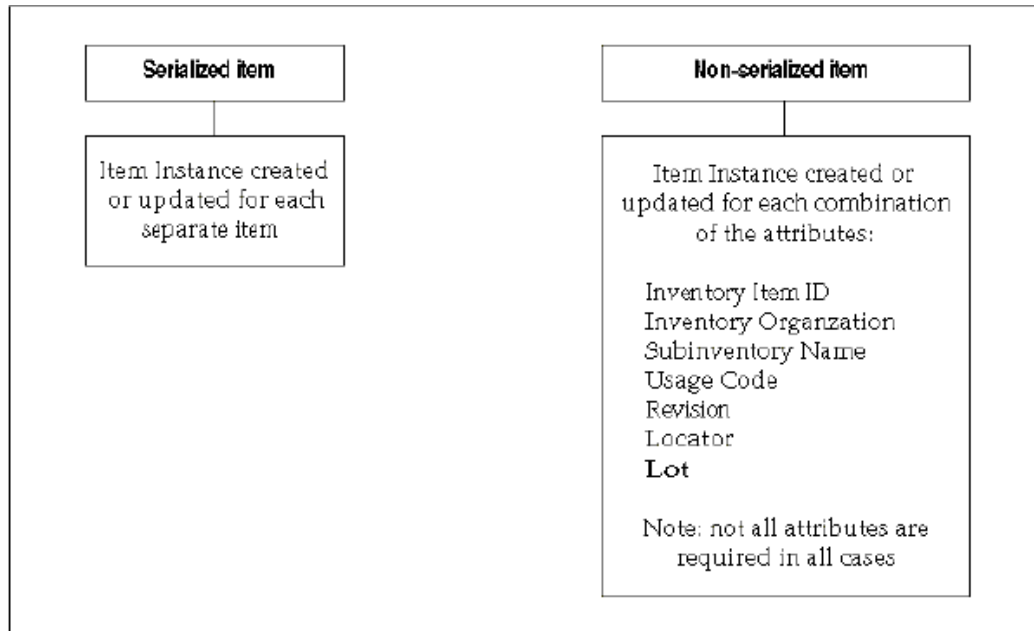 Serialized item
Item Instance created
or updated for each
separate item
Non-serialized item
Item Instance created or
updated for each combination
of the attributes:
Inventory Item ID
Inventory Organzation
Subinventory Name
Usage Code
Revision
Locator
Lot
Note: not all attributes are
required in all cases